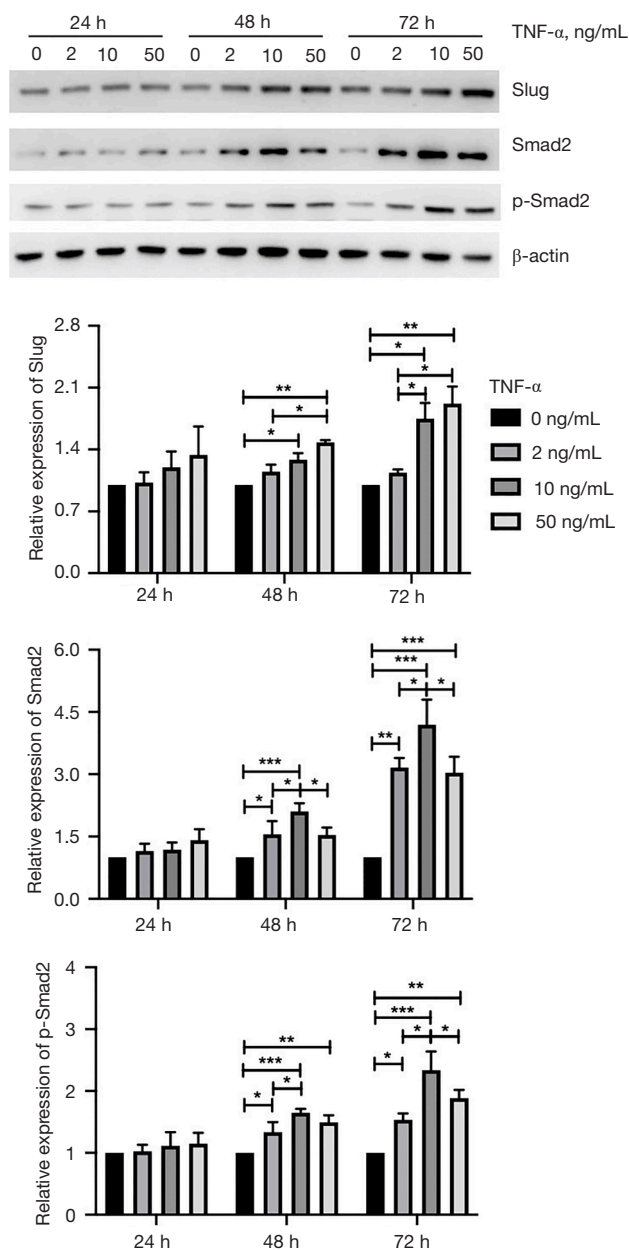 24 h 48 h 72 h TNF-α, ng/mL
0 2 10 50 0 2 10 50 0 2 10 50
Slug
Smad2
p-Smad2
β-actin
Relative expression of Slug
2.8
2.1
1.4
0.7
0.0
** * * ** * * *
24 h 48 h 72 h
TNF-α
0 ng/mL
2 ng/mL
10 ng/mL
50 ng/mL
Relative expression of Smad2
6.0
4.5
3.0
1.5
0.0
*** * * * *** *** * * **
24 h 48 h 72 h
Relative expression of p-Smad2
4
3
2
1
0
** *** * * ** *** * * *
24 h 48 h 72 h